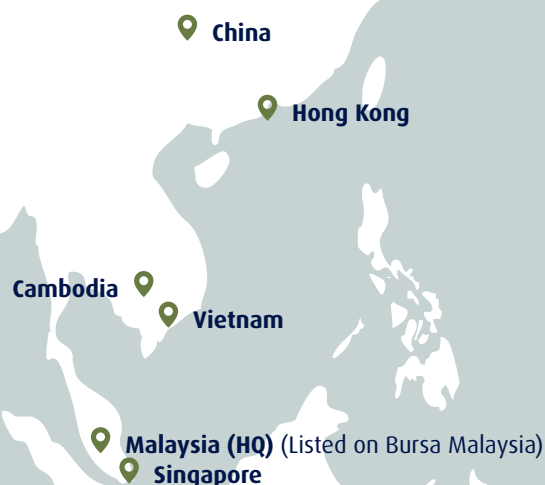 China
Hong Kong
Cambodia
Vietnam
Malaysia (HQ) (Listed on Bursa Malaysia)
Singapore